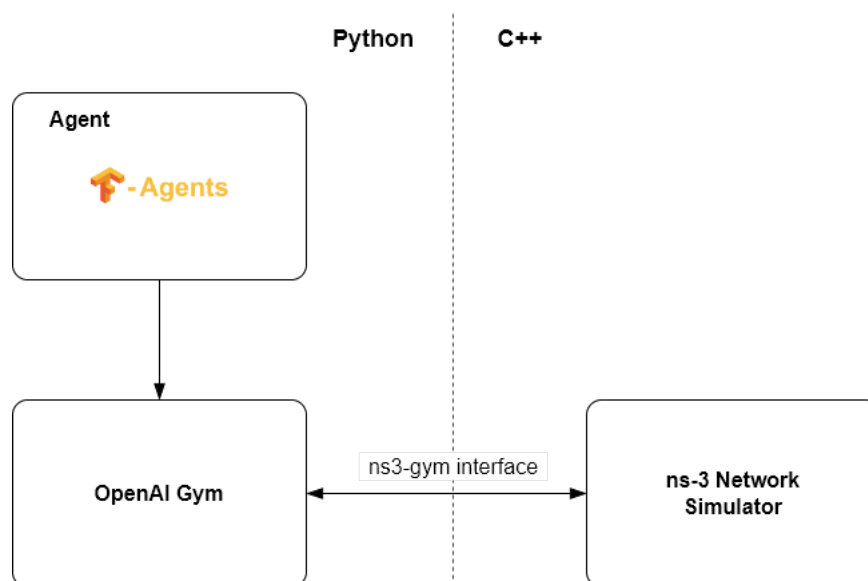 Python
C++
Agent
-Agents
ns3-gym interface
OpenAI Gym
ns-3 Network
Simulator